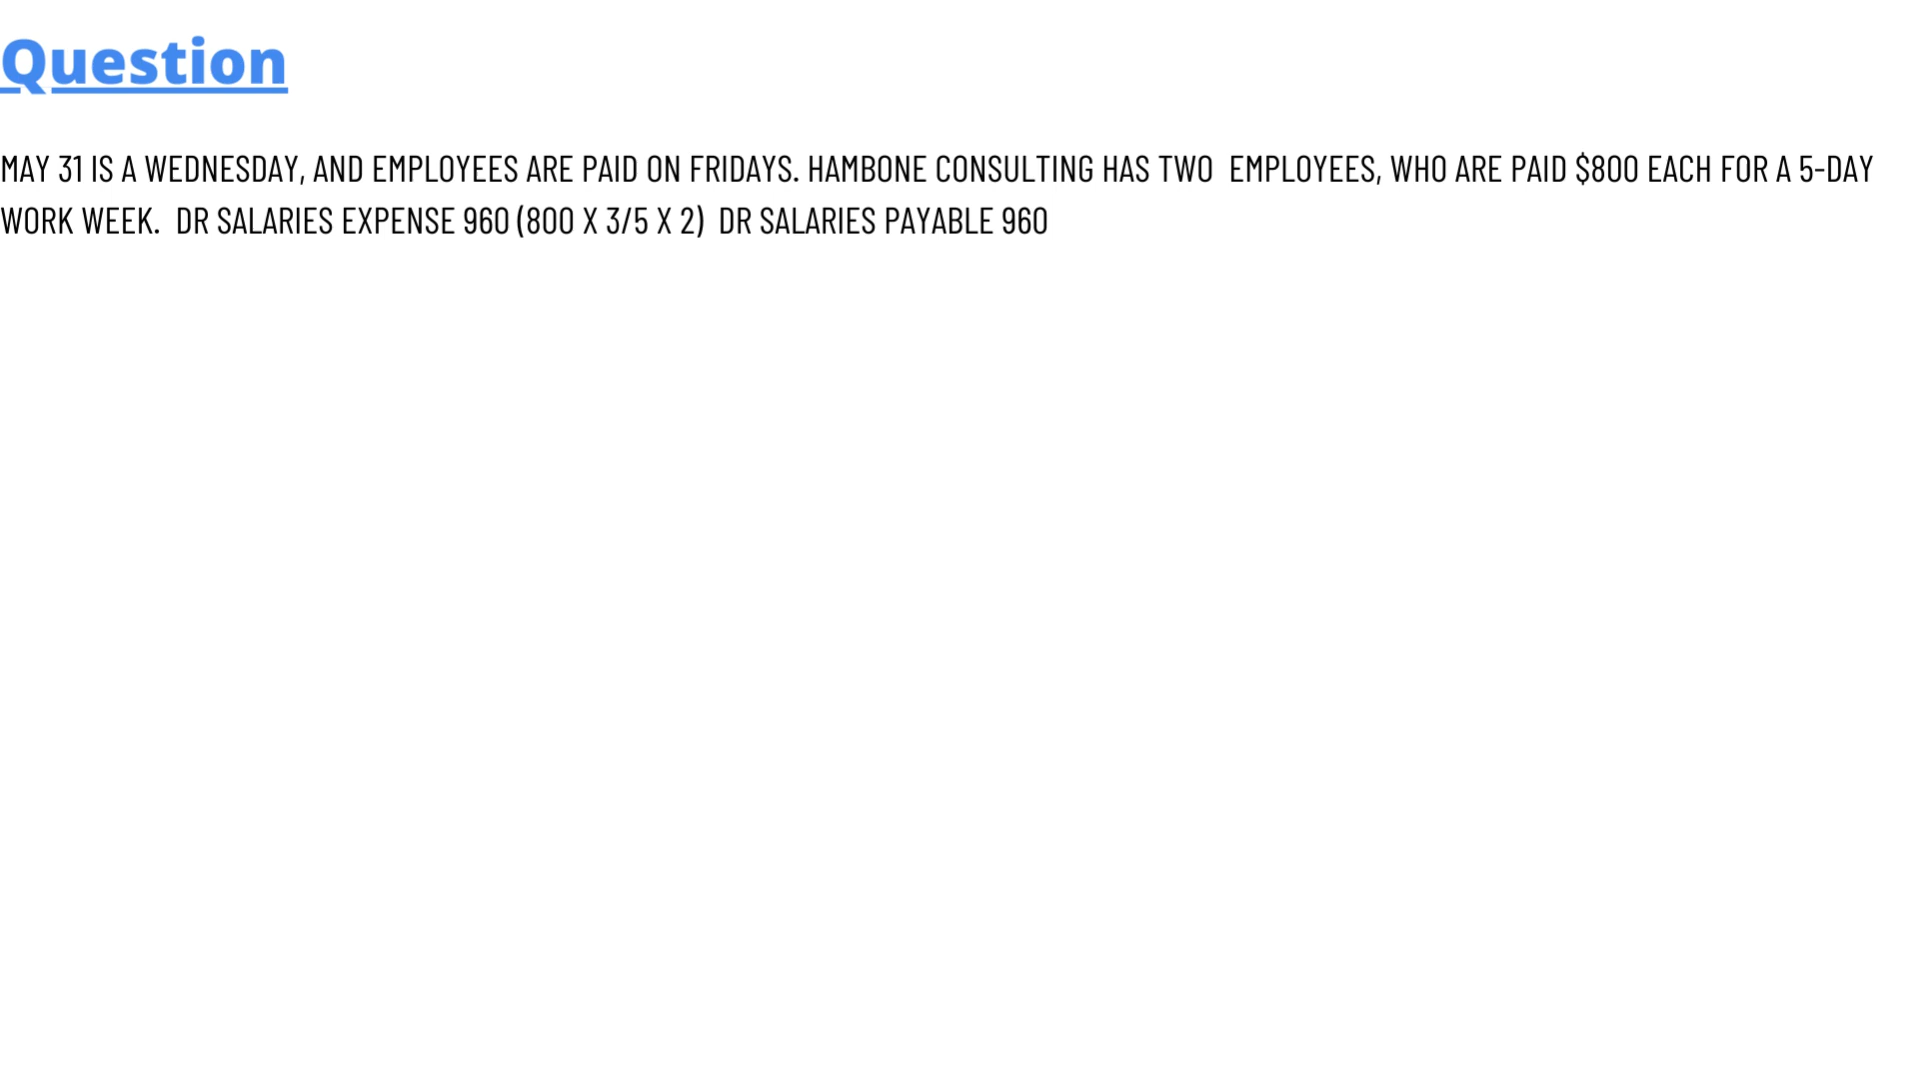 Question
MAY 31 IS A WEDNESDAY, AND EMPLOYEES ARE PAID ON FRIDAYS. HAMBONE CONSULTING HAS TWO  EMPLOYEES, WHO ARE PAID $800 EACH FOR A 5-DAY
WORK WEEK.  DR SALARIES EXPENSE 960 (800 X 3/5 X 2)  DR SALARIES PAYABLE 960